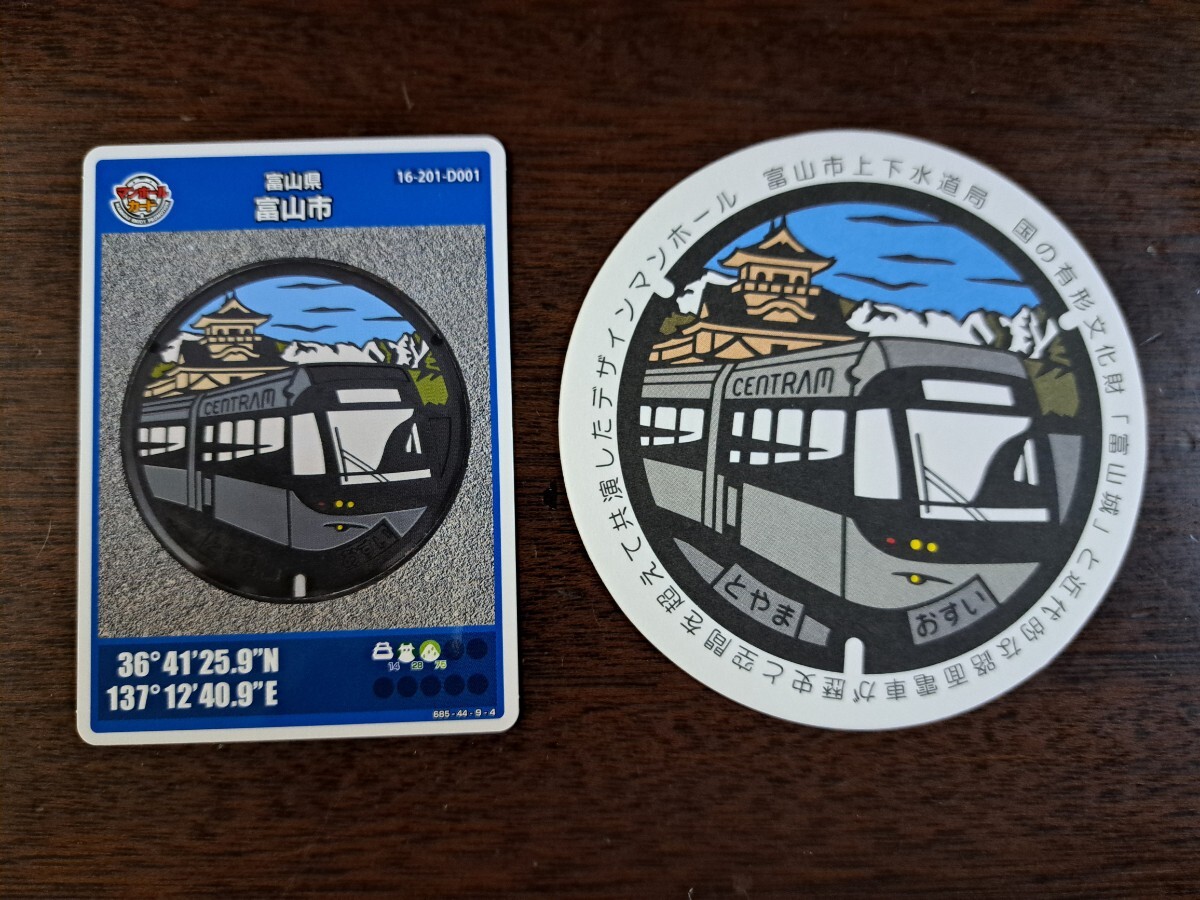 マンホール
カード
富山県
富山市
16-201-D001
CENTRAM
36°41'25.9"N
137°12'40.9"E
14 28 75
685-44-9-4
富山市上下水道局 国の有形文化財「富山城」と近代的な路面電車が歴史と空間を超えて共演したデザインマンホール
CENTRAM
とやま
おすい